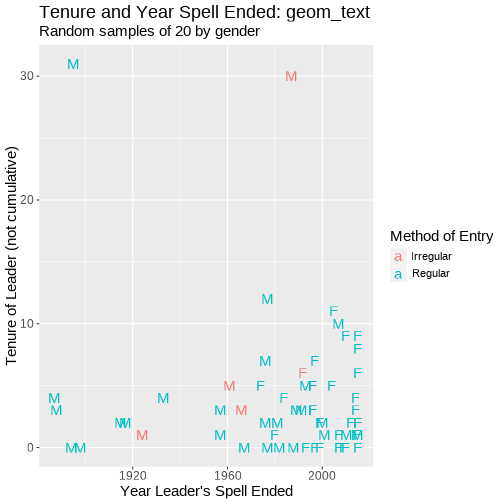 Tenure and Year Spell Ended: geom_text
Random samples of 20 by gender
Tenure of Leader (not cumulative)
30
20
10
0
M
M
M
F
M
F
F
M
F
F
F
M
F
M
F
F
M
F
M
F
F
M
M
M
M
M
F
F
M
M
M
M
F
F
M
M
F
M
M
M
M
M
M
F
F
F
F
1920
1960
2000
Year Leader's Spell Ended
Method of Entry
a Irregular
a Regular